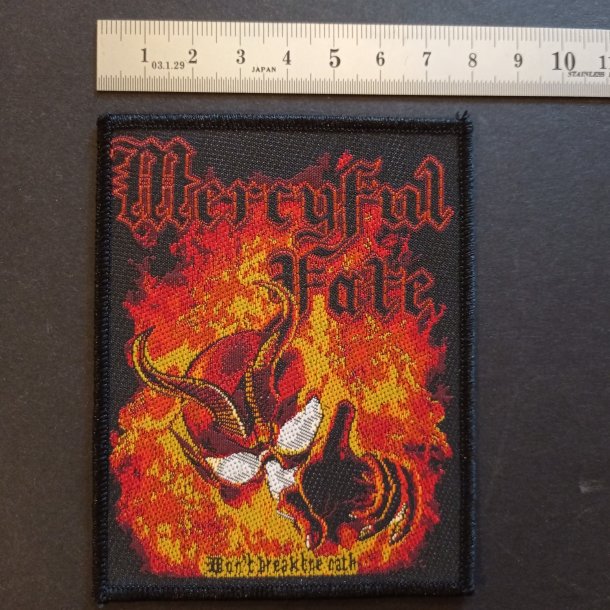 1 2 3 4 5 6 7 8 9 10 11
03.1.29 JAPAN STAINLESS
Mercyful
Fate
Don't break the oath